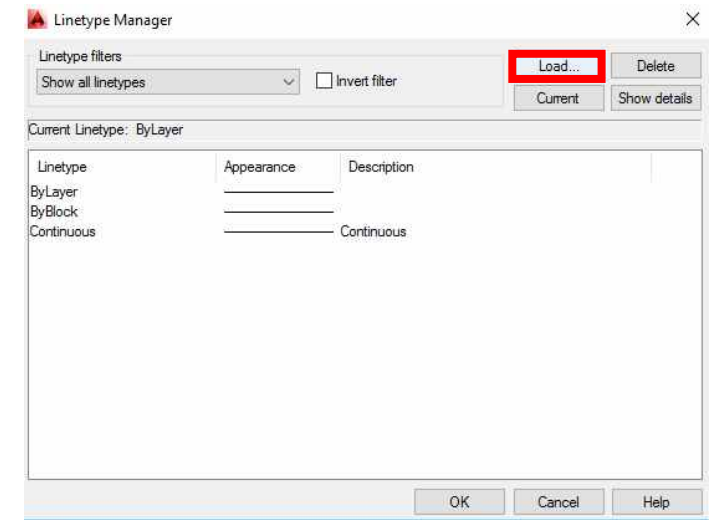 Linetype Manager
Linetype filters
Show all linetypes
Invert filter
Load...
Delete
Current
Show details
Current Linetype: ByLayer
Linetype Appearance Description
ByLayer
ByBlock
Continuous Continuous
OK Cancel Help